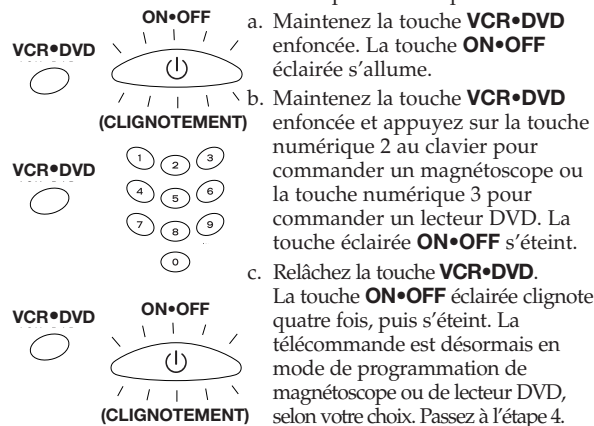 ON•OFF
VCR•DVD
(CLIGNOTEMENT)
VCR•DVD
1 2 3
4 5 6
7 8 9
0
VCR•DVD
ON•OFF
(CLIGNOTEMENT)
a. Maintenez la touche VCR•DVD
enfoncée. La touche ON•OFF
éclairée s’allume.
b. Maintenez la touche VCR•DVD
enfoncée et appuyez sur la touche
numérique 2 au clavier pour
commander un magnétoscope ou
la touche numérique 3 pour
commander un lecteur DVD. La
touche éclairée ON•OFF s’éteint.
c. Relâchez la touche VCR•DVD.
La touche ON•OFF éclairée clignote
quatre fois, puis s’éteint. La
télécommande est désormais en
mode de programmation de
magnétoscope ou de lecteur DVD,
selon votre choix. Passez à l’étape 4.